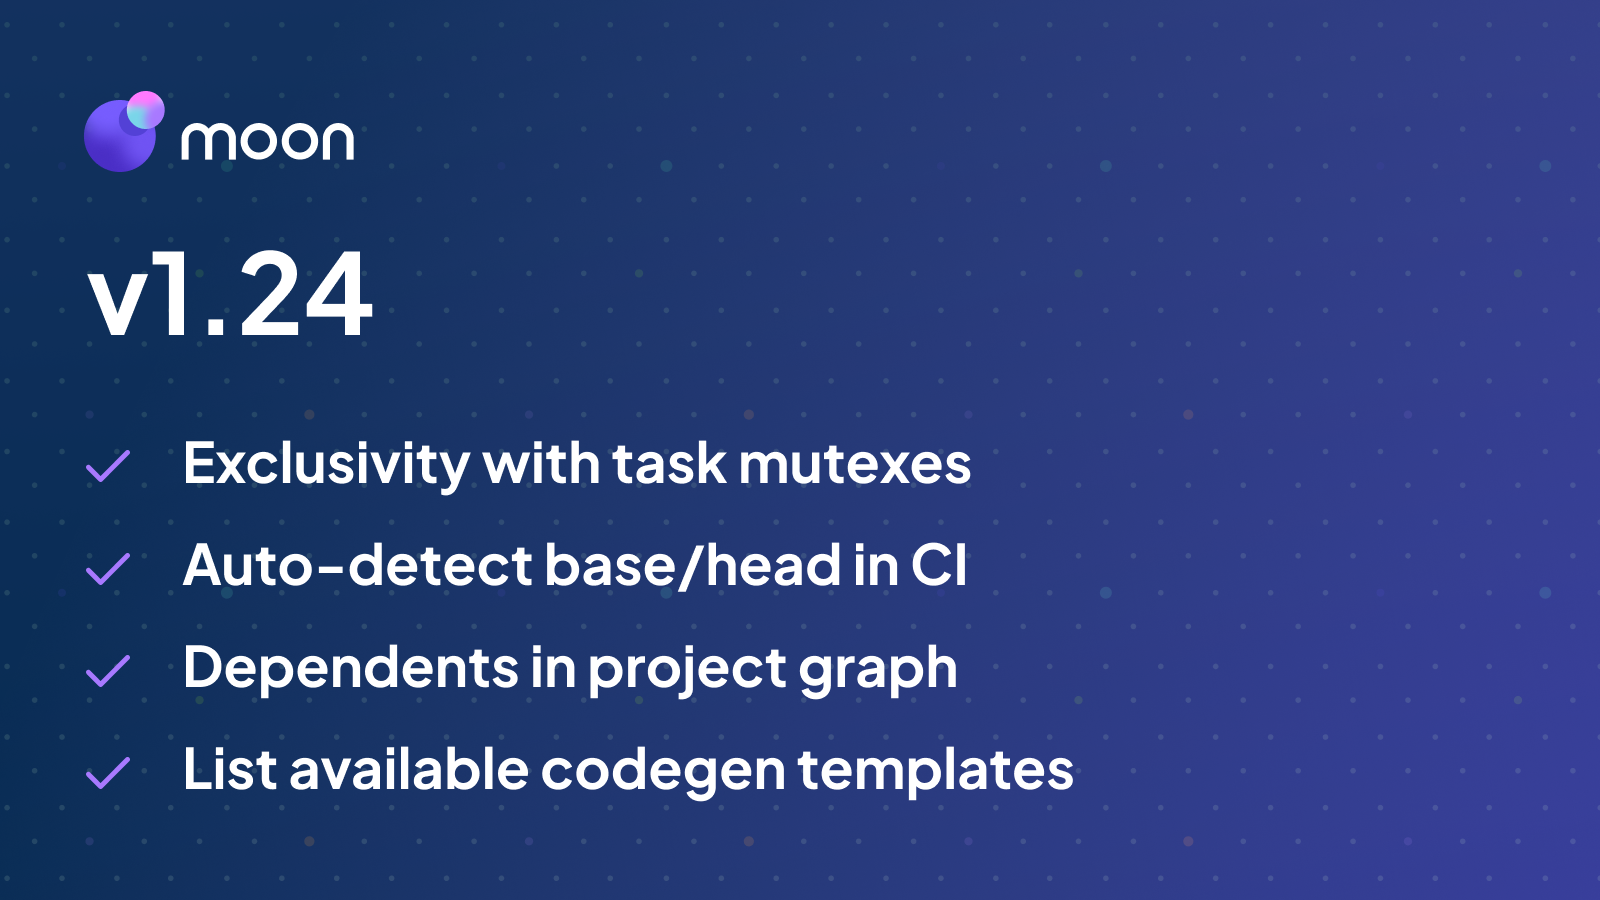 moon
v1.24
Exclusivity with task mutexes
Auto-detect base/head in CI
Dependents in project graph
List available codegen templates